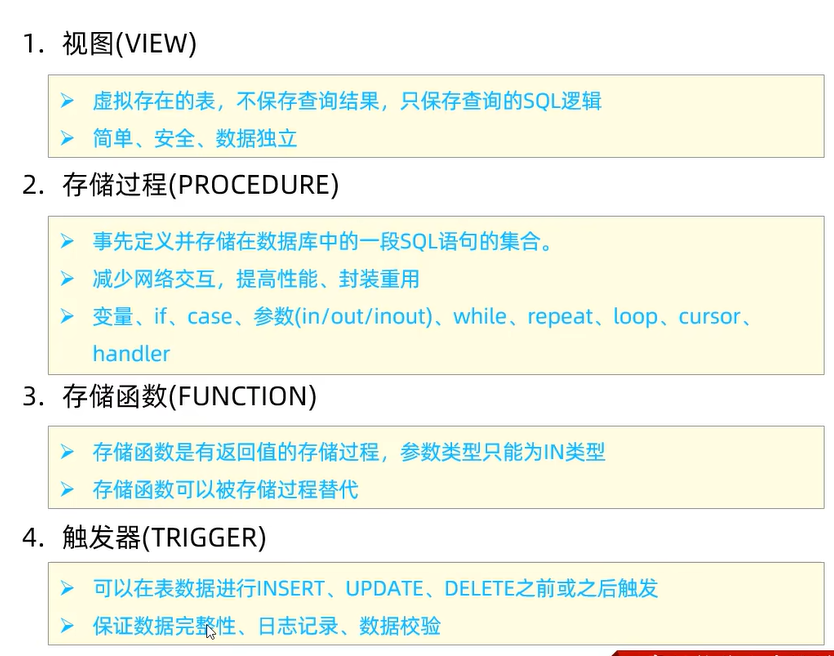 1. 视图(VIEW)
➢ 虚拟存在的表，不保存查询结果，只保存查询的SQL逻辑
➢ 简单、安全、数据独立
2. 存储过程(PROCEDURE)
➢ 事先定义并存储在数据库中的一段SQL语句的集合。
➢ 减少网络交互，提高性能、封装重用
➢ 变量、if、case、参数(in/out/inout)、while、repeat、loop、cursor、
handler
3. 存储函数(FUNCTION)
➢ 存储函数是有返回值的存储过程，参数类型只能为IN类型
➢ 存储函数可以被存储过程替代
4. 触发器(TRIGGER)
➢ 可以在表数据进行INSERT、UPDATE、DELETE之前或之后触发
➢ 保证数据完整性、日志记录、数据校验